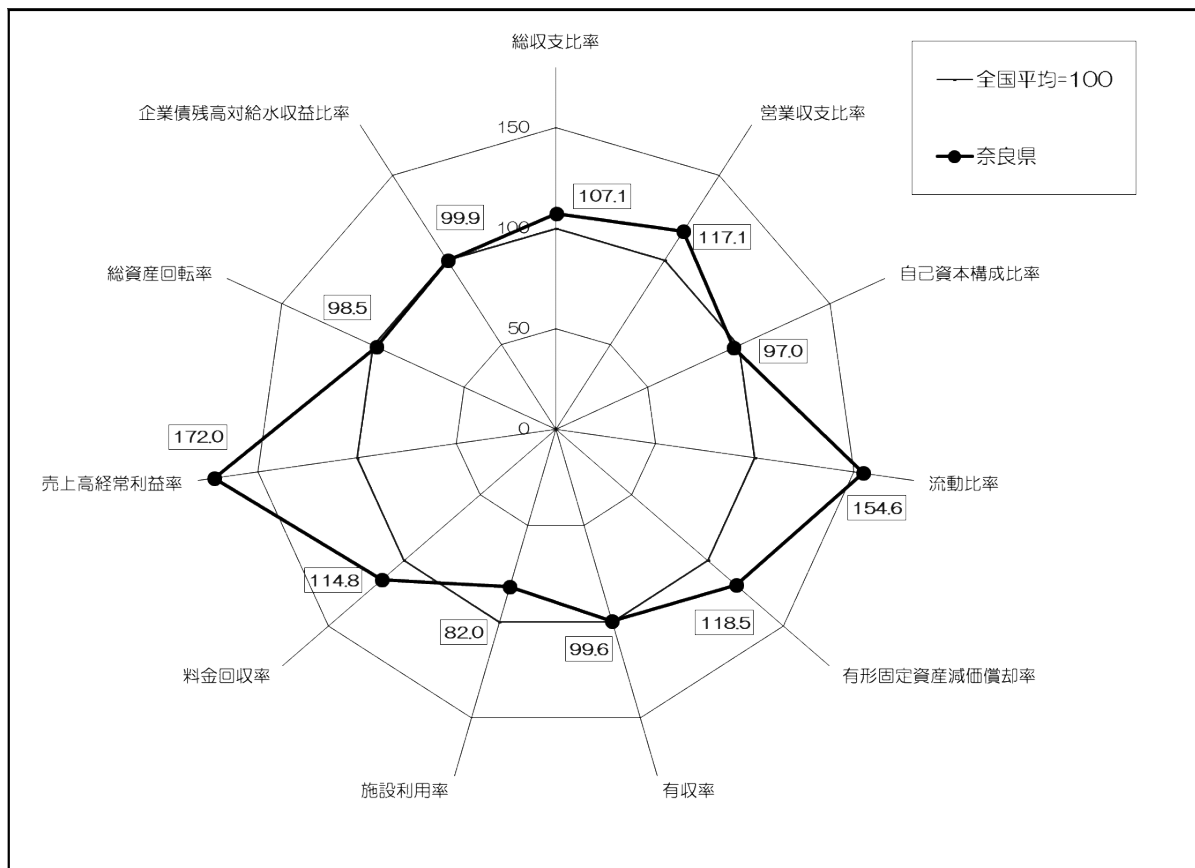 総収支比率
全国平均=100
奈良県
企業債残高対給水収益比率
営業収支比率
150
107.1
99.9
100
117.1
総資産回転率
自己資本構成比率
98.5
50
97.0
0
172.0
売上高経常利益率
流動比率
154.6
114.8
118.5
82.0
99.6
料金回収率
有形固定資産減価償却率
施設利用率
有収率